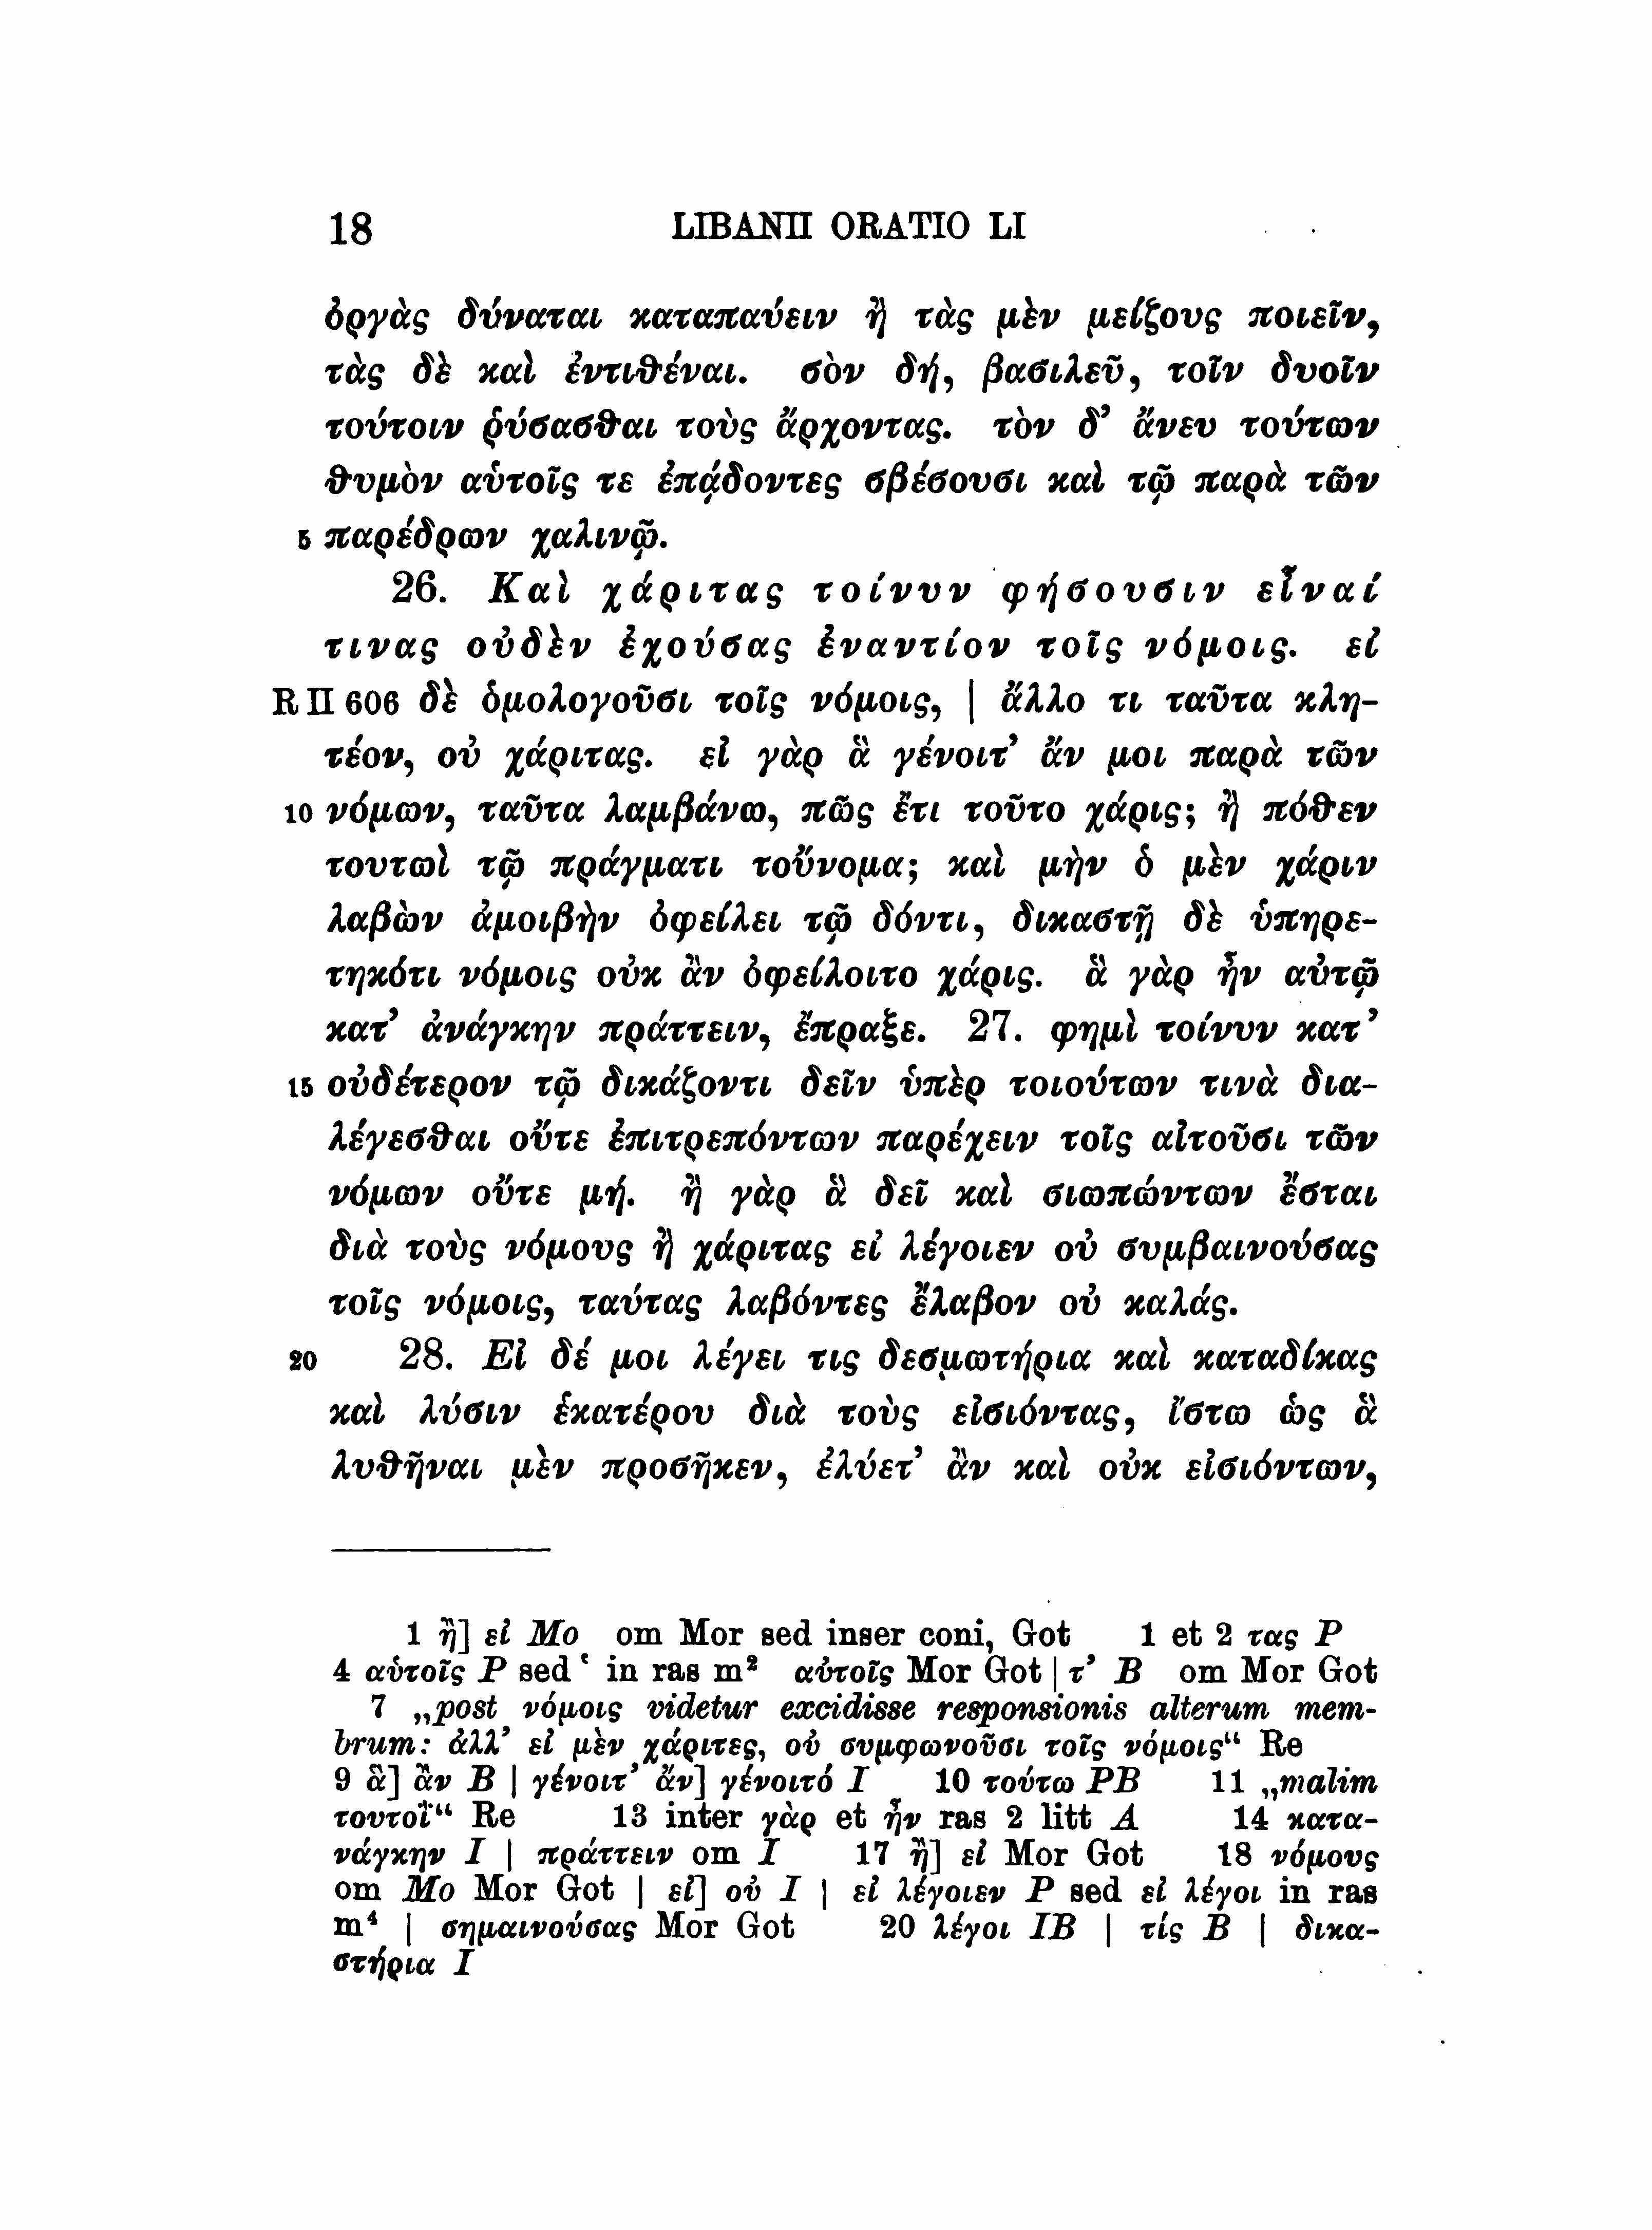 18 LIBANII ORATIO LI
ὀργὰς δύναται καταπαύειν ἢ τὰς μὲν μείζους ποιεῖν,
τὰς δὲ καὶ ἐντιθέναι. σὸν δή, βασιλεῦ, τοῖν δυοῖν
τούτοιν ῥύσασθαι τοὺς ἄρχοντας. τὸν δ’ ἄνευ τούτων
θυμὸν αὑτοῖς τε ἐπᾴδοντες σβέσουσι καὶ τῷ παρὰ τῶν
5 παρέδρων χαλινῷ.
26. Καὶ χάριτας τοίνυν φήσουσιν εἶναί
τινας οὐδὲν ἐχούσας ἐναντίον τοῖς νόμοις. εἰ
R II 606 δὲ ὁμολογοῦσι τοῖς νόμοις, | ἄλλο τι ταῦτα κλη-
τέον, οὐ χάριτας. εἰ γὰρ ἃ γένοιτ’ ἄν μοι παρὰ τῶν
10 νόμων, ταῦτα λαμβάνω, πῶς ἔτι τοῦτο χάρις; ἢ πόθεν
τουτωὶ τῷ πράγματι τοὔνομα; καὶ μὴν ὁ μὲν χάριν
λαβὼν ἀμοιβὴν ὀφείλει τῷ δόντι, δικαστῇ δὲ ὑπηρε-
τηκότι νόμοις οὐκ ἂν ὀφείλοιτο χάρις. ἃ γὰρ ἦν αὐτῷ
κατ’ ἀνάγκην πράττειν, ἔπραξε. 27. φημὶ τοίνυν κατ’
15 οὐδέτερον τῷ δικάζοντι δεῖν ὑπὲρ τοιούτων τινὰ δια-
λέγεσθαι οὔτε ἐπιτρεπόντων παρέχειν τοῖς αἰτοῦσι τῶν
νόμων οὔτε μή. ἢ γὰρ ἃ δεῖ καὶ σιωπώντων ἔσται
διὰ τοὺς νόμους ἢ χάριτας εἰ λέγοιεν οὐ συμβαινούσας
τοῖς νόμοις, ταύτας λαβόντες ἔλαβον οὐ καλάς.
20 28. Εἰ δέ μοι λέγει τις δεσμωτήρια καὶ καταδίκας
καὶ λύσιν ἑκατέρου διὰ τοὺς εἰσιόντας, ἴστω ὡς ἃ
λυθῆναι μὲν προσῆκεν, ἐλύετ’ ἂν καὶ οὐκ εἰσιόντων,
1 ἢ] εἰ Mo om Mor sed inser coni, Got 1 et 2 τας P
4 αὑτοῖς P sed ‛ in ras m² αὐτοῖς Mor Got | τ’ B om Mor Got
7 „post νόμοις videtur excidisse responsionis alterum mem-
brum: ἀλλ’ εἰ μὲν χάριτες, οὐ συμφωνοῦσι τοῖς νόμοις“ Re
9 ἃ] ἂν B | γένοιτ’ ἄν] γένοιτό I 10 τούτω PB 11 „malim
τουτοῒ“ Re 13 inter γὰρ et ἦν ras 2 litt A 14 κατα-
νάγκην I | πράττειν om I 17 ἢ] εἰ Mor Got 18 νόμους
om Mo Mor Got | εἰ] οὐ I | εἰ λέγοιεν P sed εἰ λέγοι in ras
m⁴ | σημαινούσας Mor Got 20 λέγοι IB | τίς B | δικα-
στήρια I